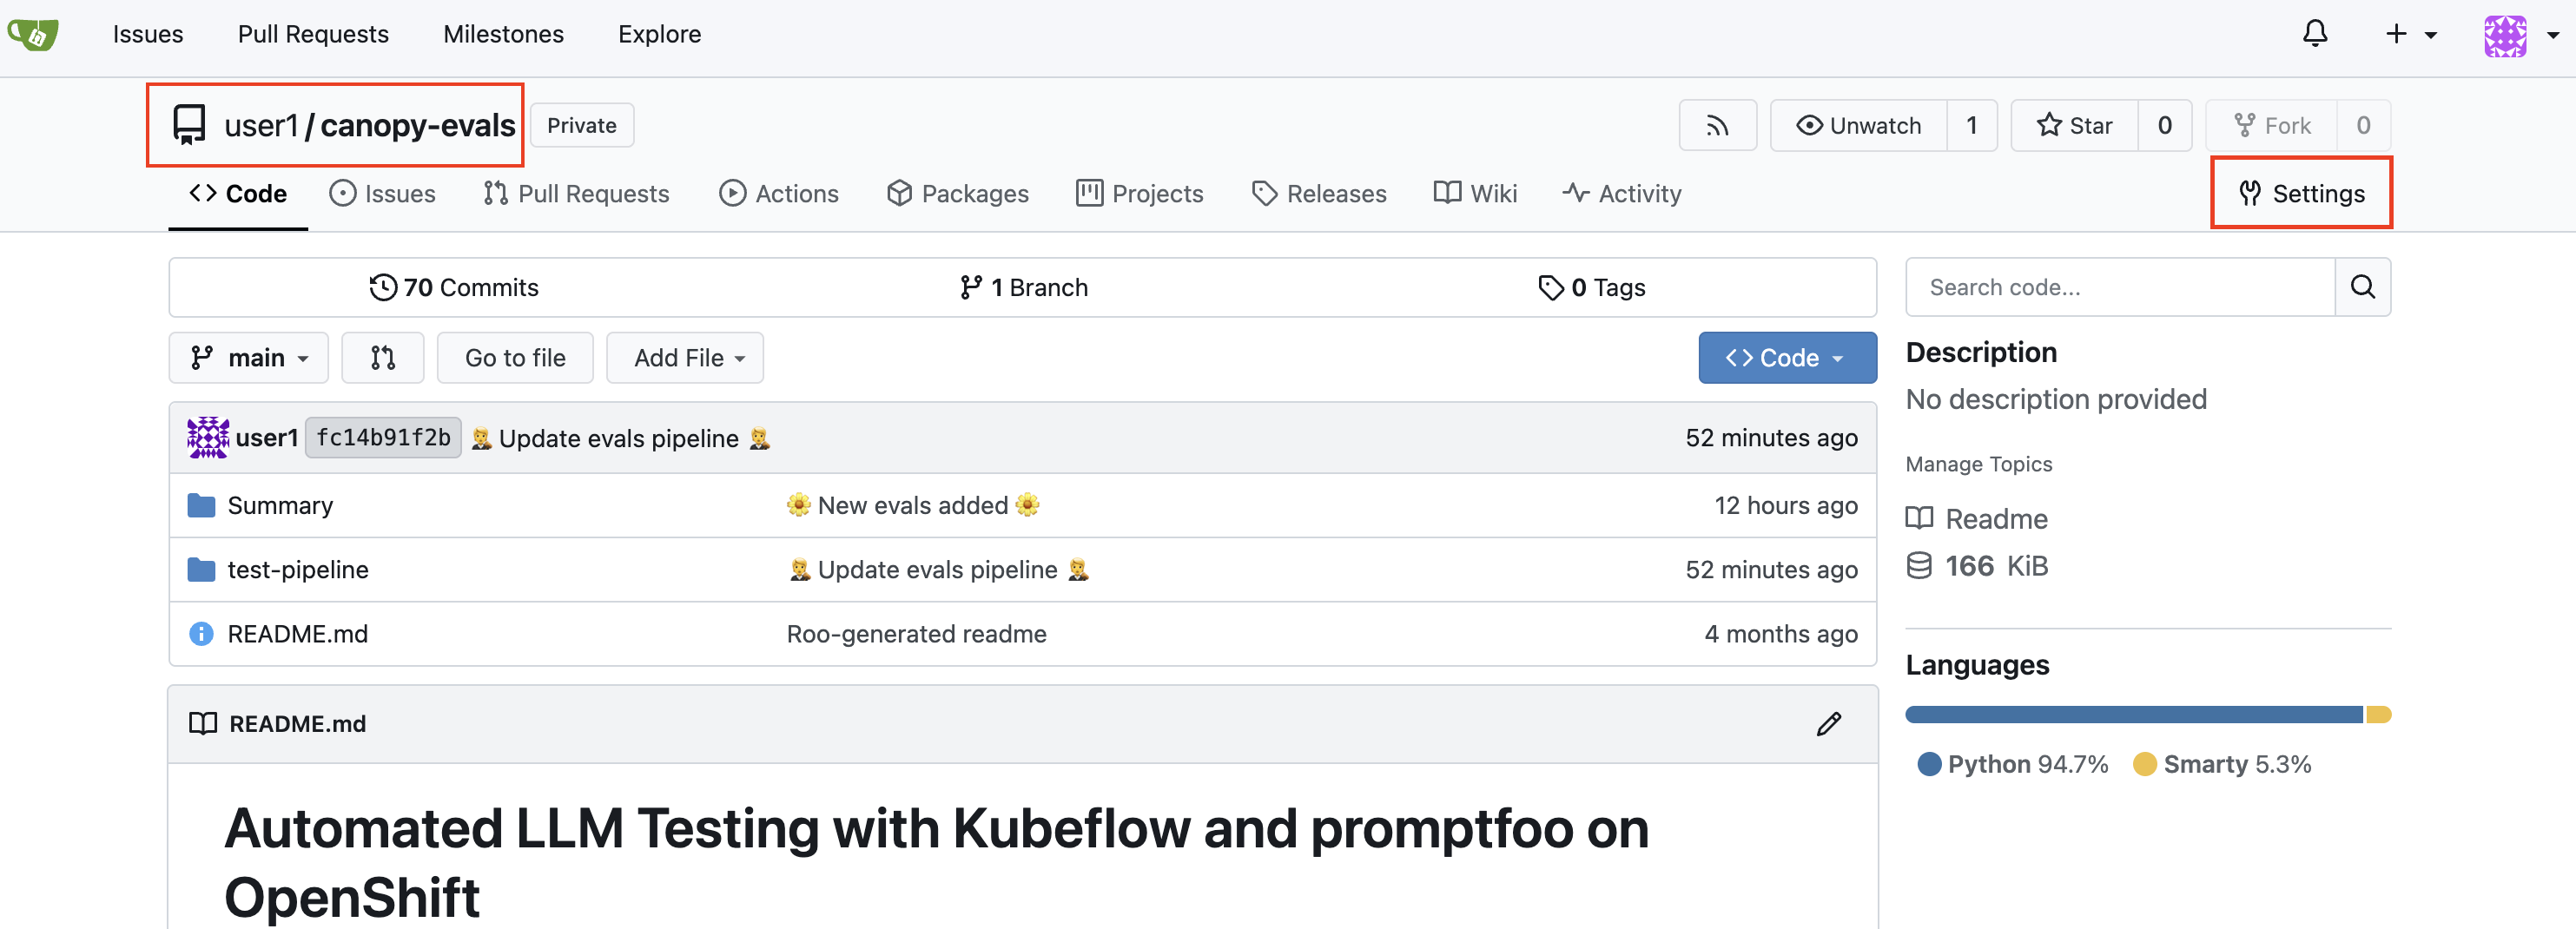 Issues Pull Requests Milestones Explore
user1 / canopy-evals Private Unwatch 1 Star 0 Fork 0
Code Issues Pull Requests Actions Packages Projects Releases Wiki Activity Settings
70 Commits 1 Branch 0 Tags
Search code...
main Go to file Add File Code
Description
No description provided
user1 fc14b91f2b Update evals pipeline 52 minutes ago
Manage Topics
Summary New evals added 12 hours ago
Readme
test-pipeline Update evals pipeline 52 minutes ago
166 KiB
README.md Roo-generated readme 4 months ago
Languages
README.md
Python 94.7% Smarty 5.3%
Automated LLM Testing with Kubeflow and promptfoo on
OpenShift